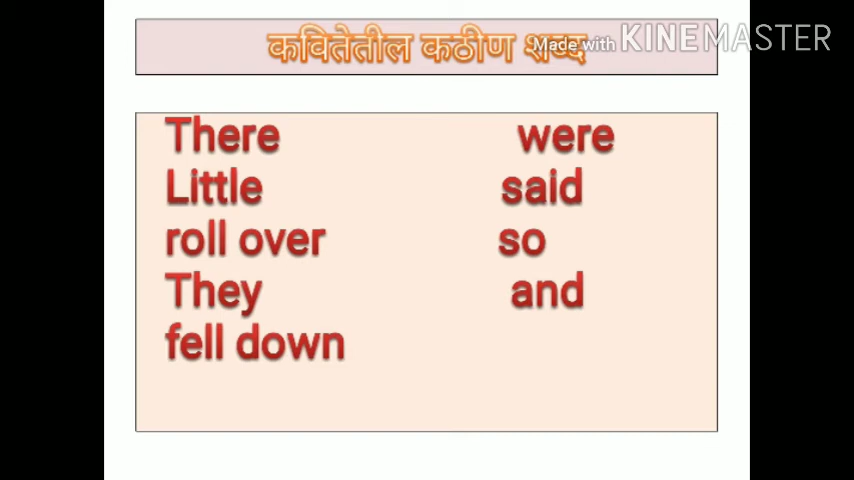 कवितेतील कठीण शब्द
Made with KINEMASTER
There were
Little said
roll over so
They and
fell down